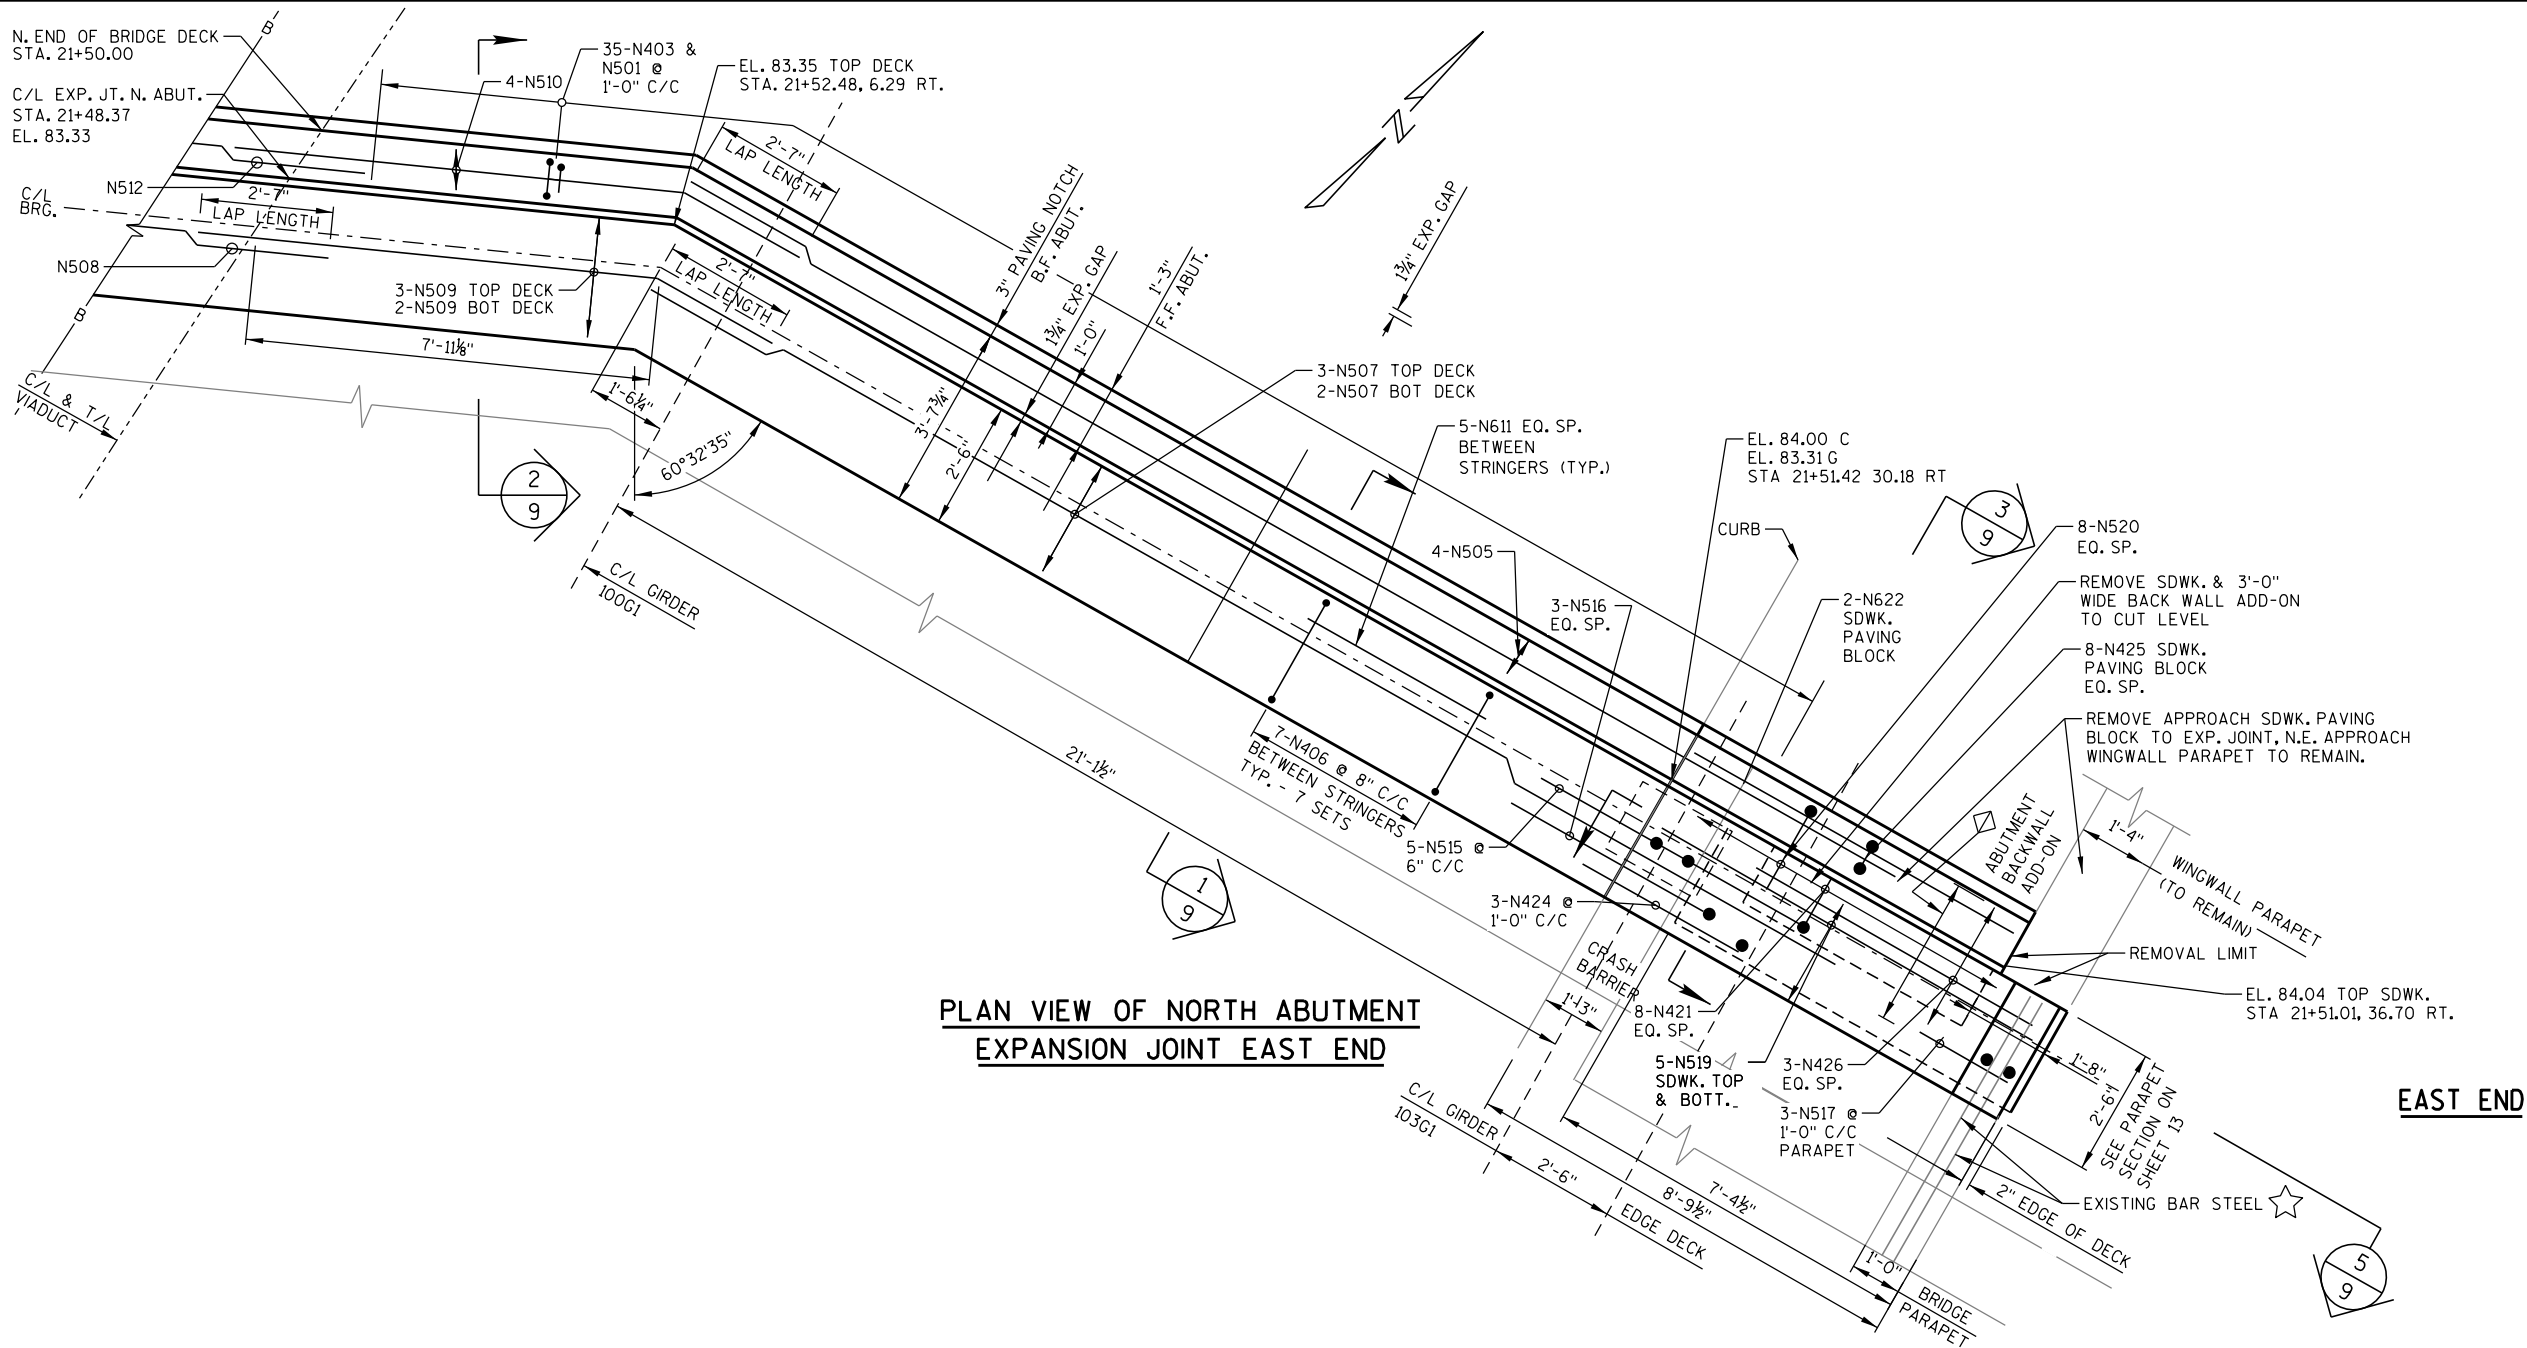 N. END OF BRIDGE DECK
STA. 21+50.00
C/L EXP. JT. N. ABUT.
STA. 21+48.37
EL. 83.33
B
4-N510
35-N403 &
N501 @
1'-0" C/C
EL. 83.35 TOP DECK
STA. 21+52.48, 6.29 RT.
2'-7"
LAP LENGTH
N512
C/L
BRG.
2'-7"
LAP LENGTH
N508
3-N509 TOP DECK
2-N509 BOT DECK
2'-7"
LAP LENGTH
B
7'-11⅛"
C/L & T/L
VIADUCT
1'-6¼"
60°32'35"
2
9
C/L GIRDER
100G1
3" PAVING NOTCH
B.F. ABUT.
1¾" EXP. GAP
1'-0"
1'-3"
F.F. ABUT.
3'-7¾"
2'-6"
N
1¾" EXP. GAP
3-N507 TOP DECK
2-N507 BOT DECK
5-N611 EQ. SP.
BETWEEN
STRINGERS (TYP.)
EL. 84.00 C
EL. 83.31 G
STA 21+51.42 30.18 RT
CURB
3
9
4-N505
3-N516
EQ. SP.
2-N622
SDWK.
PAVING
BLOCK
8-N520
EQ. SP.
REMOVE SDWK. & 3'-0"
WIDE BACK WALL ADD-ON
TO CUT LEVEL
8-N425 SDWK.
PAVING BLOCK
EQ. SP.
REMOVE APPROACH SDWK. PAVING
BLOCK TO EXP. JOINT, N.E. APPROACH
WINGWALL PARAPET TO REMAIN.
21'-1½"
7-N406 @ 8" C/C
BETWEEN STRINGERS
TYP. - 7 SETS
5-N515 @
6" C/C
1
9
3-N424 @
1'-0" C/C
ABUTMENT
BACKWALL
ADD-ON
1'-4"
WINGWALL PARAPET
(TO REMAIN)
REMOVAL LIMIT
EL. 84.04 TOP SDWK.
STA 21+51.01, 36.70 RT.
CRASH
BARRIER
1'-3"
8-N421
EQ. SP.
5-N519
SDWK. TOP
& BOTT.
3-N426
EQ. SP.
3-N517 @
1'-0" C/C
PARAPET
1'-8"
2'-6"
SEE PARAPET
SECTION ON
SHEET 13
PLAN VIEW OF NORTH ABUTMENT
EXPANSION JOINT EAST END
EAST END
C/L GIRDER
103G1
2'-6"
EDGE DECK
8'-9½"
7'-4½"
EXISTING BAR STEEL
2" EDGE OF DECK
1'-0"
BRIDGE
PARAPET
5
9